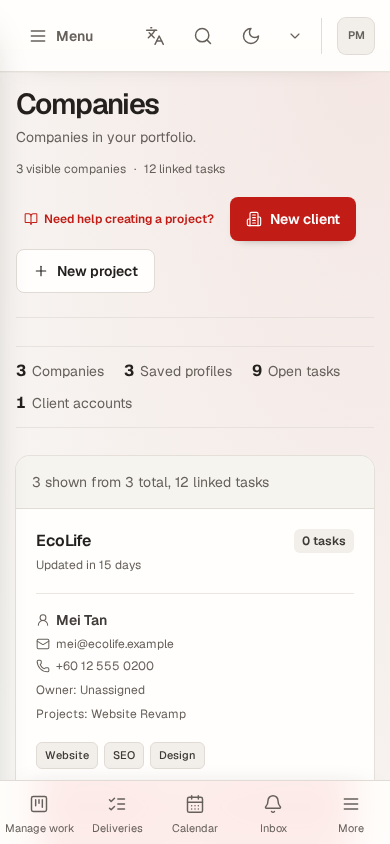 Menu
PM
Companies
Companies in your portfolio.
3 visible companies · 12 linked tasks
Need help creating a project?
New client
New project
3 Companies 3 Saved profiles 9 Open tasks
1 Client accounts
3 shown from 3 total, 12 linked tasks
EcoLife
0 tasks
Updated in 15 days
Mei Tan
mei@ecolife.example
+60 12 555 0200
Owner: Unassigned
Projects: Website Revamp
Website SEO Design
Manage work Deliveries Calendar Inbox More